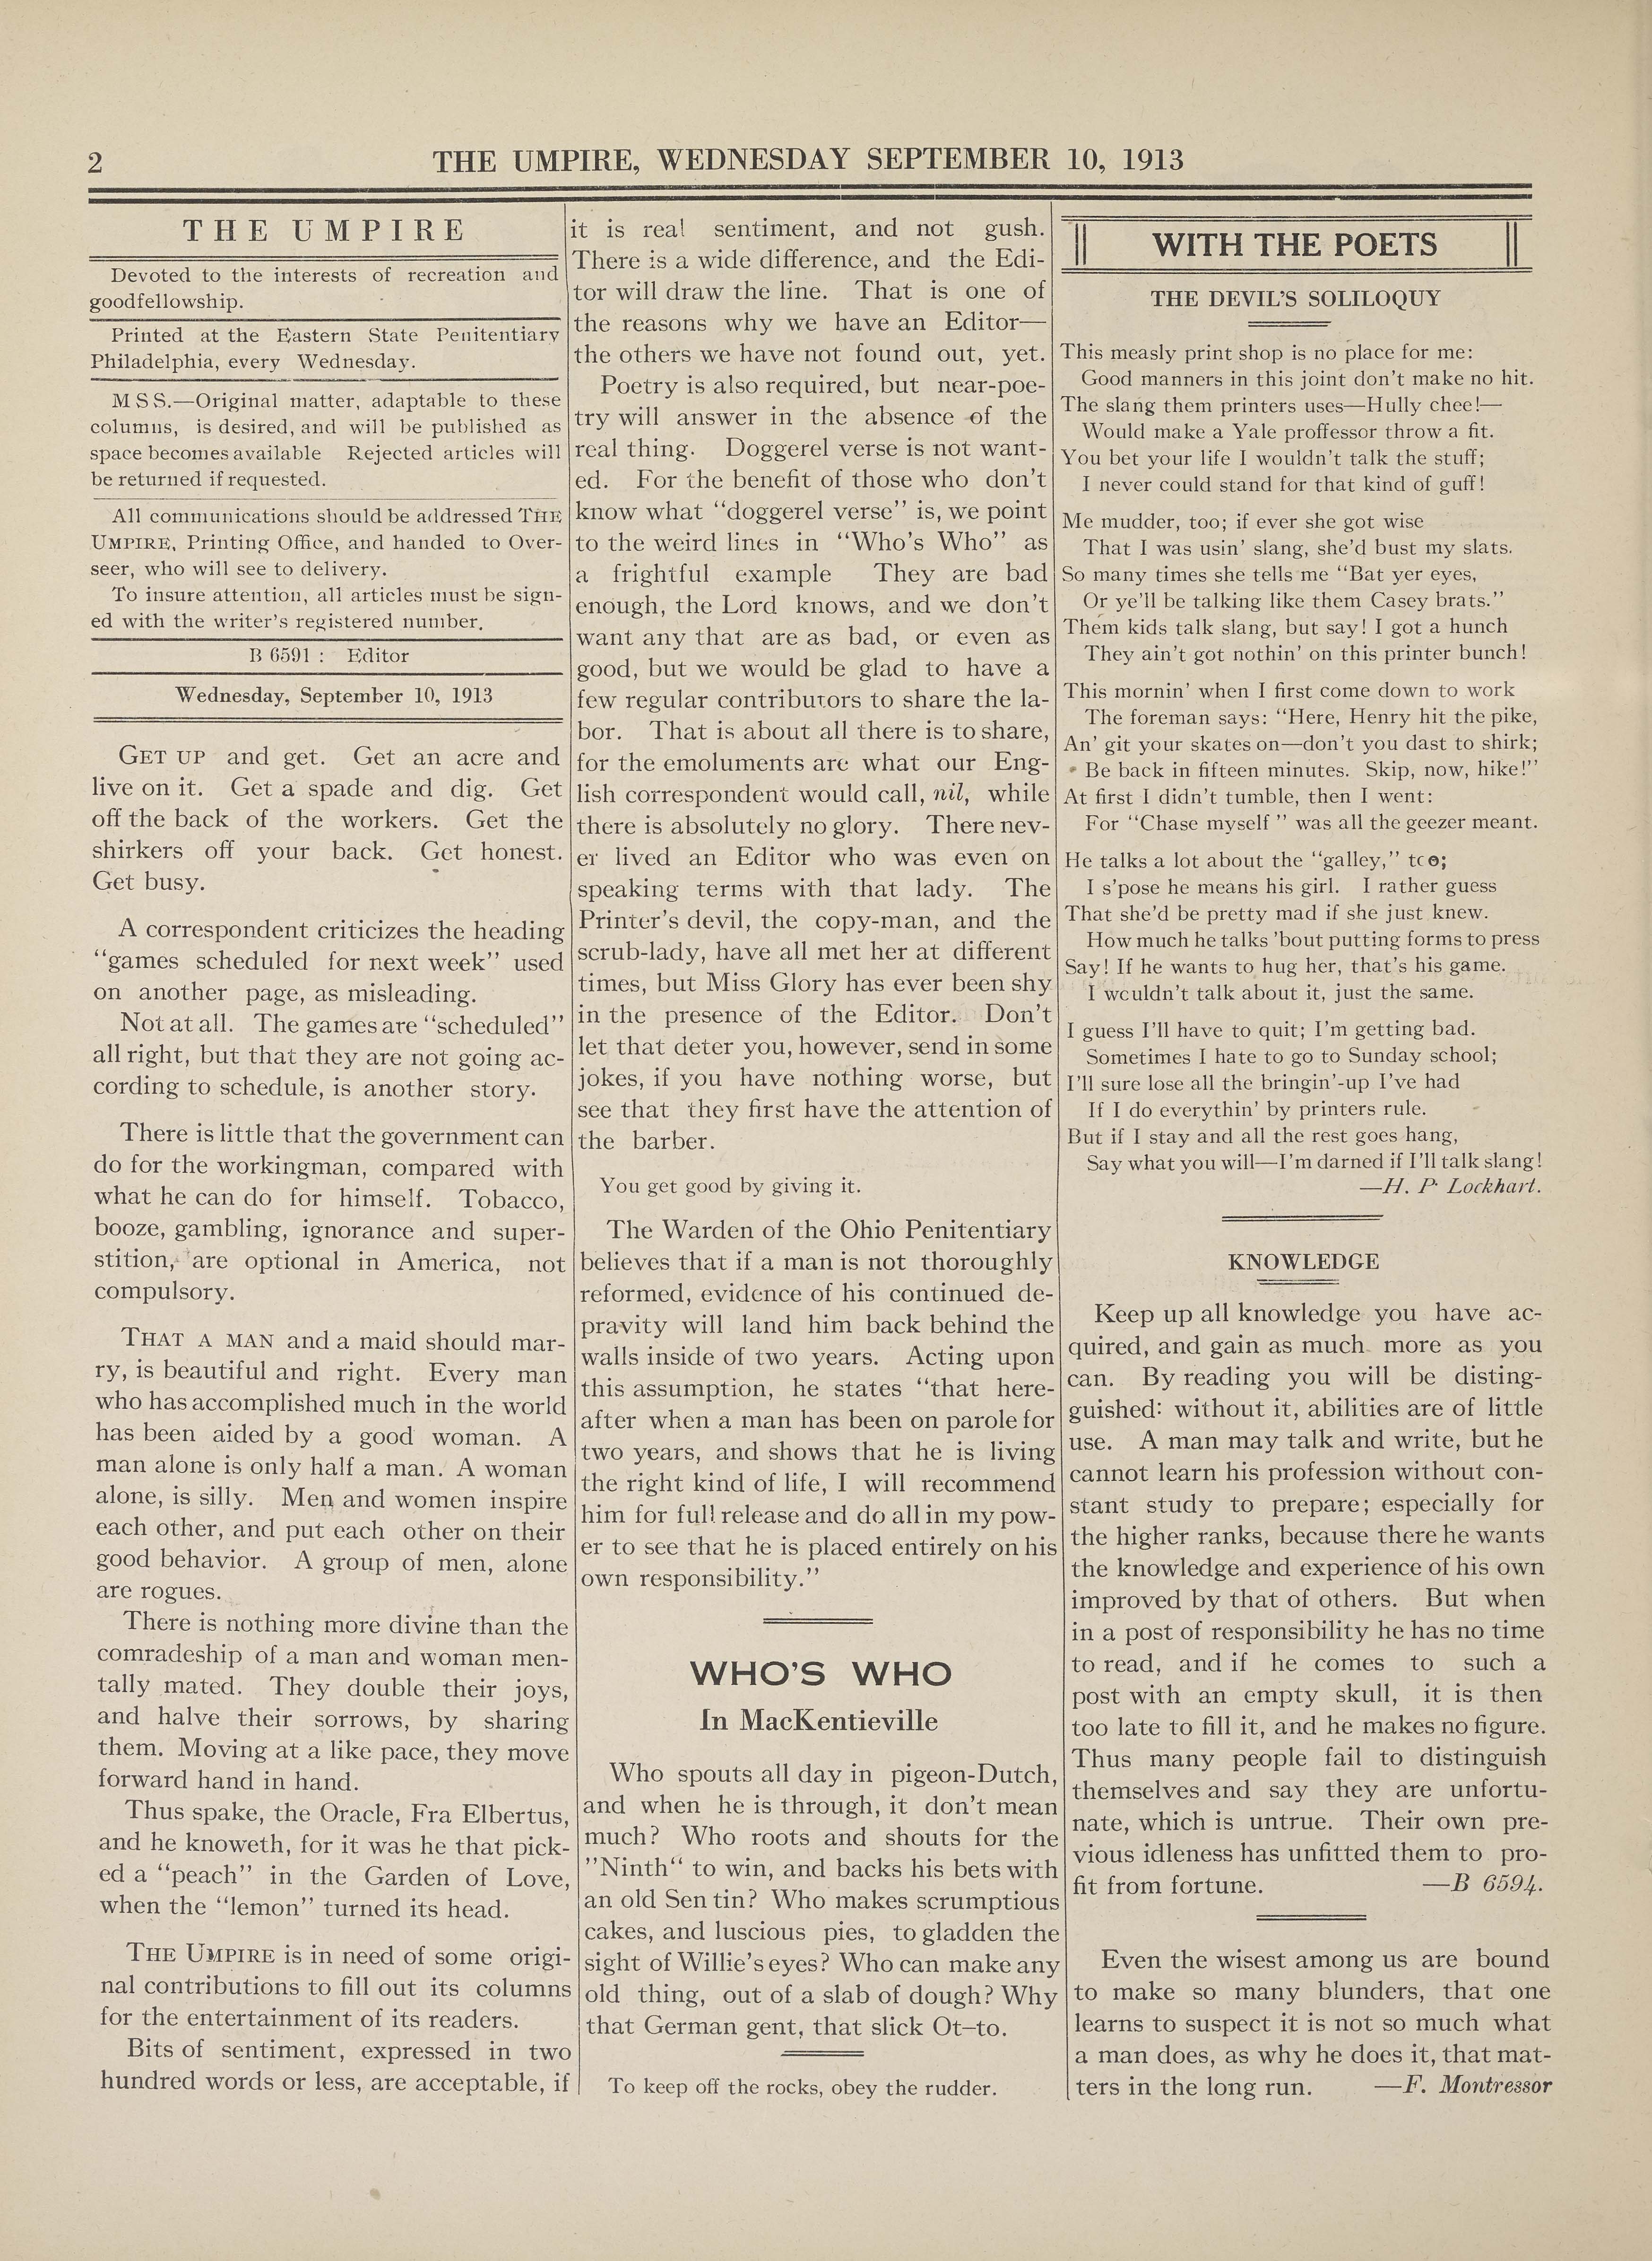 2
THE UMPIRE, WEDNESDAY SEPTEMBER 10, 1913
THE UMPIRE
Devoted to the interests of recreation and
goodfellowship.
Printed at the Eastern State Penitentiary
Philadelphia, every Wednesday.
MSS.—Original matter, adaptable to these
columns, is desired, and will be published as
space becomes available Rejected articles will
be returned if requested.
All communications should be addressed THE
UMPIRE, Printing Office, and handed to Over-
seer, who will see to delivery.
To insure attention, all articles must be sign-
ed with the writer's registered number.
B 6591 : Editor
Wednesday, September 10, 1913
GET UP and get. Get an acre and
live on it. Get a spade and dig. Get
off the back of the workers. Get the
shirkers off your back. Get honest.
Get busy.
A correspondent criticizes the heading
"games scheduled for next week" used
on another page, as misleading.
Not at all. The games are "scheduled"
all right, but that they are not going ac-
cording to schedule, is another story.
There is little that the government can
do for the workingman, compared with
what he can do for himself. Tobacco,
booze, gambling, ignorance and super-
stition, are optional in America, not
compulsory.
THAT A MAN and a maid should mar-
ry, is beautiful and right. Every man
who has accomplished much in the world
has been aided by a good woman. A
man alone is only half a man. A woman
alone, is silly. Men and women inspire
each other, and put each other on their
good behavior. A group of men, alone
are rogues.
There is nothing more divine than the
comradeship of a man and woman men-
tally mated. They double their joys,
and halve their sorrows, by sharing
them. Moving at a like pace, they move
forward hand in hand.
Thus spake, the Oracle, Fra Elbertus,
and he knoweth, for it was he that pick-
ed a "peach" in the Garden of Love,
when the "lemon" turned its head.
THE UMPIRE is in need of some origi-
nal contributions to fill out its columns
for the entertainment of its readers.
Bits of sentiment, expressed in two
hundred words or less, are acceptable, if
it is real sentiment, and not gush.
There is a wide difference, and the Edi-
tor will draw the line. That is one of
the reasons why we have an Editor—
the others we have not found out, yet.
Poetry is also required, but near-poe-
try will answer in the absence of the
real thing. Doggerel verse is not want-
ed. For the benefit of those who don't
know what "doggerel verse" is, we point
to the weird lines in "Who's Who" as
a frightful example They are bad
enough, the Lord knows, and we don't
want any that are as bad, or even as
good, but we would be glad to have a
few regular contributors to share the la-
bor. That is about all there is to share,
for the emoluments are what our Eng-
lish correspondent would call, nil, while
there is absolutely no glory. There nev-
er lived an Editor who was even on
speaking terms with that lady. The
Printer's devil, the copy-man, and the
scrub-lady, have all met her at different
times, but Miss Glory has ever been shy
in the presence of the Editor. Don't
let that deter you, however, send in some
jokes, if you have nothing worse, but
see that they first have the attention of
the barber.
You get good by giving it.
The Warden of the Ohio Penitentiary
believes that if a man is not thoroughly
reformed, evidence of his continued de-
pravity will land him back behind the
walls inside of two years. Acting upon
this assumption, he states "that here-
after when a man has been on parole for
two years, and shows that he is living
the right kind of life, I will recommend
him for full release and do all in my pow-
er to see that he is placed entirely on his
own responsibility."
WHO'S WHO
In MacKentieville
Who spouts all day in pigeon-Dutch,
and when he is through, it don't mean
much? Who roots and shouts for the
"Ninth" to win, and backs his bets with
an old Sen tin? Who makes scrumptious
cakes, and luscious pies, to gladden the
sight of Willie's eyes? Who can make any
old thing, out of a slab of dough? Why
that German gent, that slick Ot—to.
To keep off the rocks, obey the rudder.
WITH THE POETS
THE DEVIL'S SOLILOQUY
This measly print shop is no place for me:
Good manners in this joint don't make no hit.
The slang them printers uses—Hully chee!—
Would make a Yale proffessor throw a fit.
You bet your life I wouldn't talk the stuff;
I never could stand for that kind of guff!
Me mudder, too; if ever she got wise
That I was usin' slang, she'd bust my slats.
So many times she tells me "Bat yer eyes,
Or ye'll be talking like them Casey brats."
Them kids talk slang, but say! I got a hunch
They ain't got nothin' on this printer bunch!
This mornin' when I first come down to work
The foreman says: "Here, Henry hit the pike,
An' git your skates on—don't you dast to shirk;
Be back in fifteen minutes. Skip, now, hike!"
At first I didn't tumble, then I went:
For "Chase myself" was all the geezer meant.
He talks a lot about the "galley," too;
I s'pose he means his girl. I rather guess
That she'd be pretty mad if she just knew.
How much he talks 'bout putting forms to press
Say! If he wants to hug her, that's his game.
I wouldn't talk about it, just the same.
I guess I'll have to quit; I'm getting bad.
Sometimes I hate to go to Sunday school;
I'll sure lose all the bringin'-up I've had
If I do everythin' by printers rule.
But if I stay and all the rest goes hang,
Say what you will—I'm darned if I'll talk slang!
—H. P. Lockhart.
KNOWLEDGE
Keep up all knowledge you have ac-
quired, and gain as much more as you
can. By reading you will be disting-
guished: without it, abilities are of little
use. A man may talk and write, but he
cannot learn his profession without con-
stant study to prepare; especially for
the higher ranks, because there he wants
the knowledge and experience of his own
improved by that of others. But when
in a post of responsibility he has no time
to read, and if he comes to such a
post with an empty skull, it is then
too late to fill it, and he makes no figure.
Thus many people fail to distinguish
themselves and say they are unfortu-
nate, which is untrue. Their own pre-
vious idleness has unfitted them to pro-
fit from fortune. —B 6594.
Even the wisest among us are bound
to make so many blunders, that one
learns to suspect it is not so much what
a man does, as why he does it, that mat-
ters in the long run. —F. Montressor